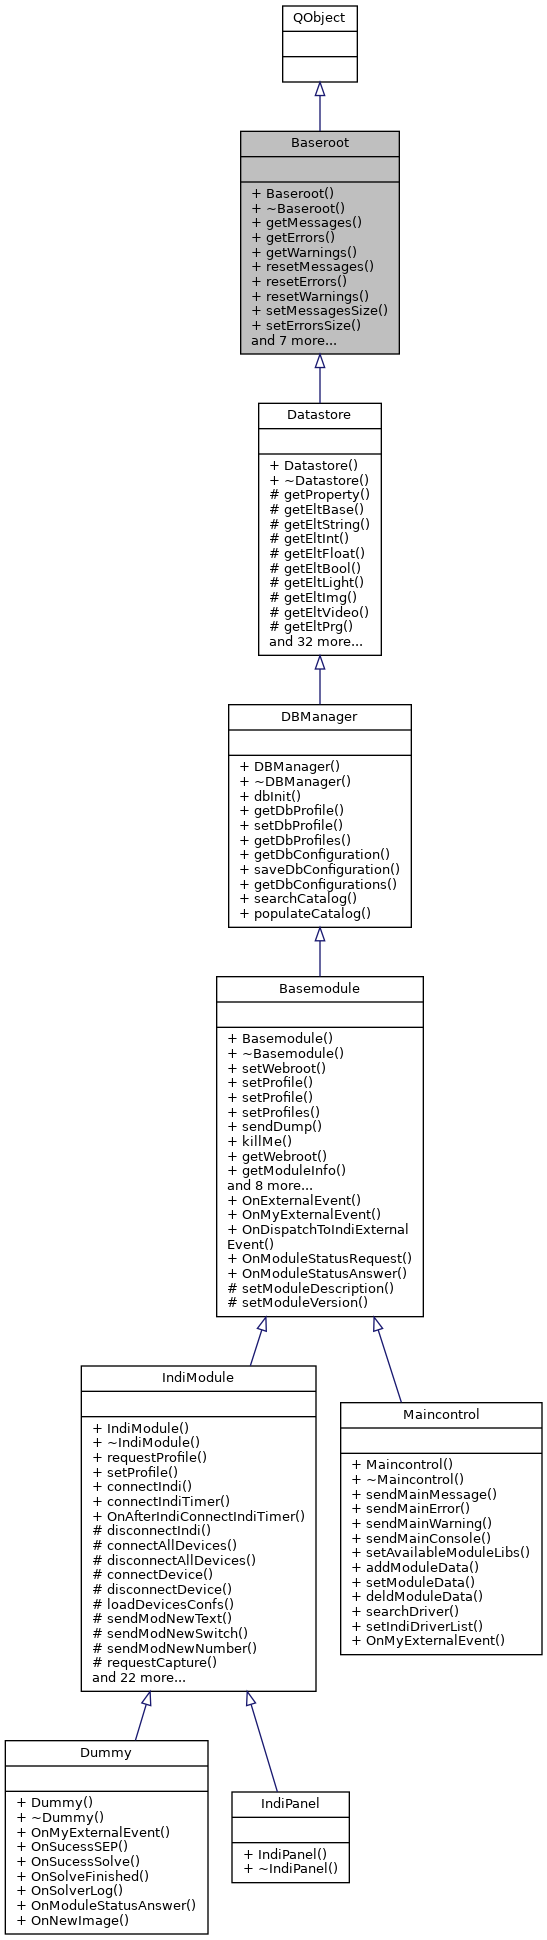 QObject
Baseroot
+ Baseroot()
+ ~Baseroot()
+ getMessages()
+ getErrors()
+ getWarnings()
+ resetMessages()
+ resetErrors()
+ resetWarnings()
+ setMessagesSize()
+ setErrorsSize()
and 7 more...
Datastore
+ Datastore()
+ ~Datastore()
# getProperty()
# getEltBase()
# getEltString()
# getEltInt()
# getEltFloat()
# getEltBool()
# getEltLight()
# getEltImg()
# getEltVideo()
# getEltPrg()
and 32 more...
DBManager
+ DBManager()
+ ~DBManager()
+ dbInit()
+ getDbProfile()
+ setDbProfile()
+ getDbProfiles()
+ getDbConfiguration()
+ saveDbConfiguration()
+ getDbConfigurations()
+ searchCatalog()
+ populateCatalog()
Basemodule
+ Basemodule()
+ ~Basemodule()
+ setWebroot()
+ setProfile()
+ setProfile()
+ setProfiles()
+ sendDump()
+ killMe()
+ getWebroot()
+ getModuleInfo()
and 8 more...
+ OnExternalEvent()
+ OnMyExternalEvent()
+ OnDispatchToIndiExternal
Event()
+ OnModuleStatusRequest()
+ OnModuleStatusAnswer()
# setModuleDescription()
# setModuleVersion()
IndiModule
+ IndiModule()
+ ~IndiModule()
+ requestProfile()
+ setProfile()
+ connectIndi()
+ connectIndiTimer()
+ OnAfterIndiConnectIndiTimer()
# disconnectIndi()
# connectAllDevices()
# disconnectAllDevices()
# connectDevice()
# disconnectDevice()
# loadDevicesConfs()
# sendModNewText()
# sendModNewSwitch()
# sendModNewNumber()
# requestCapture()
and 22 more...
Maincontrol
+ Maincontrol()
+ ~Maincontrol()
+ sendMainMessage()
+ sendMainError()
+ sendMainWarning()
+ sendMainConsole()
+ setAvailableModuleLibs()
+ addModuleData()
+ setModuleData()
+ deldModuleData()
+ searchDriver()
+ setIndiDriverList()
+ OnMyExternalEvent()
Dummy
+ Dummy()
+ ~Dummy()
+ OnMyExternalEvent()
+ OnSucessSEP()
+ OnSucessSolve()
+ OnSolveFinished()
+ OnSolverLog()
+ OnModuleStatusAnswer()
+ OnNewImage()
IndiPanel
+ IndiPanel()
+ ~IndiPanel()